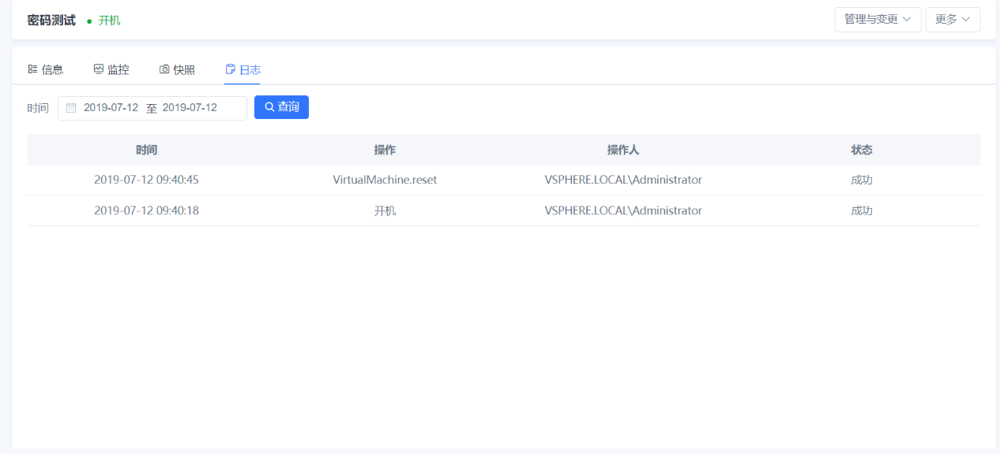 密码测试 开机 管理与变更 更多
信息 监控 快照 日志
时间 2019-07-12 至 2019-07-12 查询
时间 操作 操作人 状态
2019-07-12 09:40:45 VirtualMachine.reset VSPHERE.LOCAL\Administrator 成功
2019-07-12 09:40:18 开机 VSPHERE.LOCAL\Administrator 成功